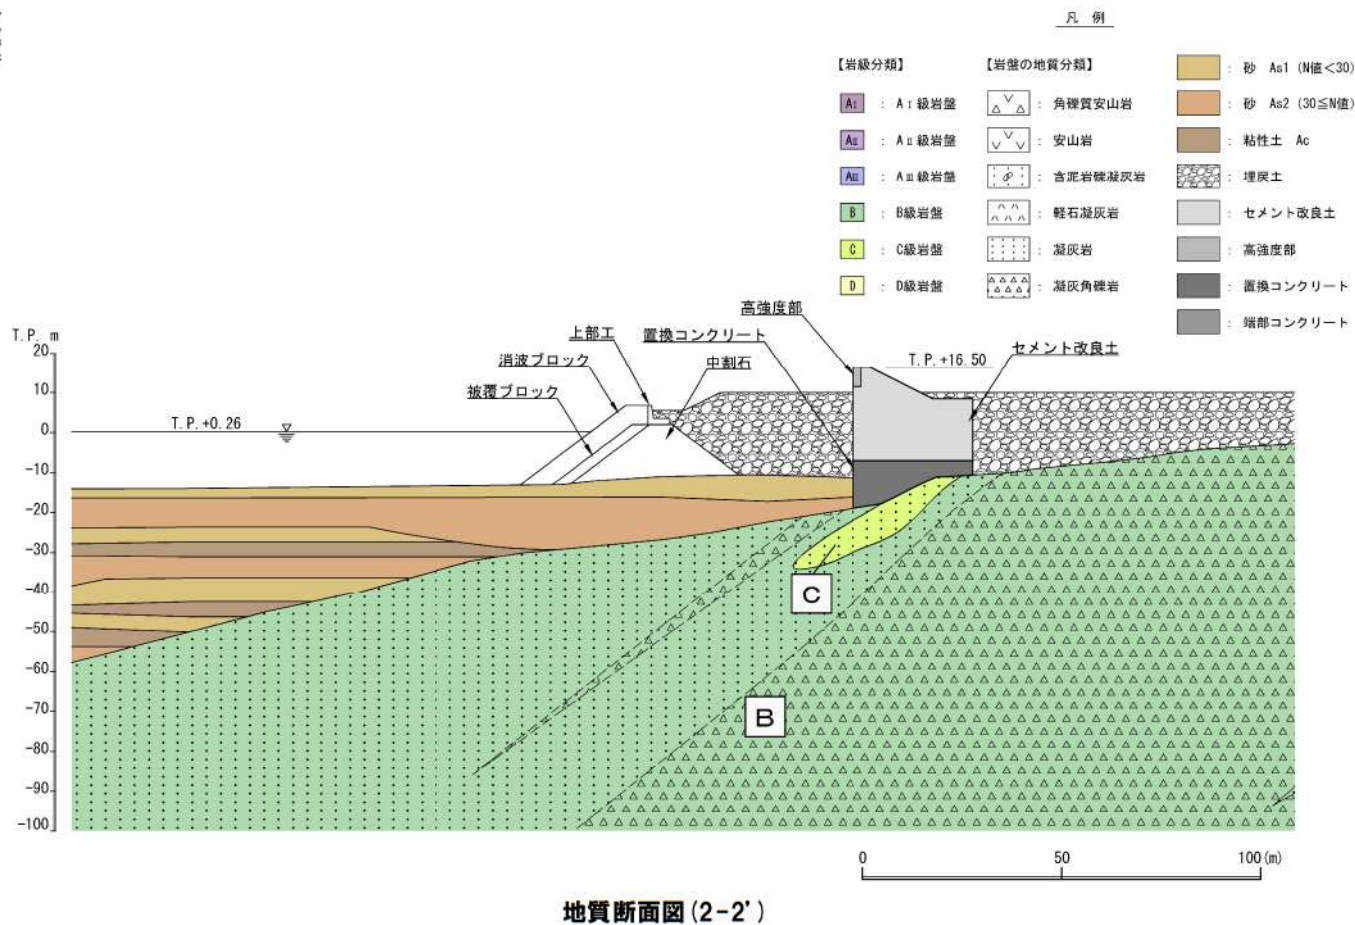 凡 例
【岩級分類】
【岩盤の地質分類】
AⅠ : AⅠ級岩盤
AⅡ : AⅡ級岩盤
AⅢ : AⅢ級岩盤
B : B級岩盤
C : C級岩盤
D : D級岩盤
: 角礫質安山岩
: 安山岩
: 含泥岩礫凝灰岩
: 軽石凝灰岩
: 凝灰岩
: 凝灰角礫岩
: 砂 As1 (N値<30)
: 砂 As2 (30≦N値)
: 粘性土 Ac
: 埋戻土
: セメント改良土
: 高強度部
: 置換コンクリート
: 端部コンクリート
T.P. m
20
10
0
-10
-20
-30
-40
-50
-60
-70
-80
-90
-100
T.P.+0.26
被覆ブロック
消波ブロック
上部工
中割石
置換コンクリート
高強度部
T.P.+16.50
セメント改良土
C
B
0
50
100(m)
地質断面図(2-2')